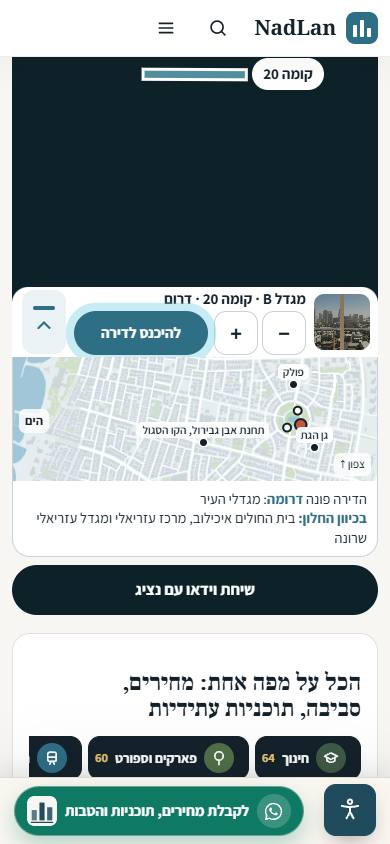 NadLan
קומה 20
מגדל B · קומה 20 · דרום
−
+
להיכנס לדירה
פולק
תחנת אבן גבירול, הקו הסגול
גן הגת
הים
צפון ↑
הדירה פונה דרומה: מגדלי העיר
בכיוון החלון: בית החולים איכילוב, מרכז עזריאלי ומגדל עזריאלי
שרונה
שיחת וידאו עם נציג
הכל על מפה אחת: מחירים,
סביבה, תוכניות עתידיות
חינוך 64
פארקים וספורט 60
לקבלת מחירים, תוכניות והטבות